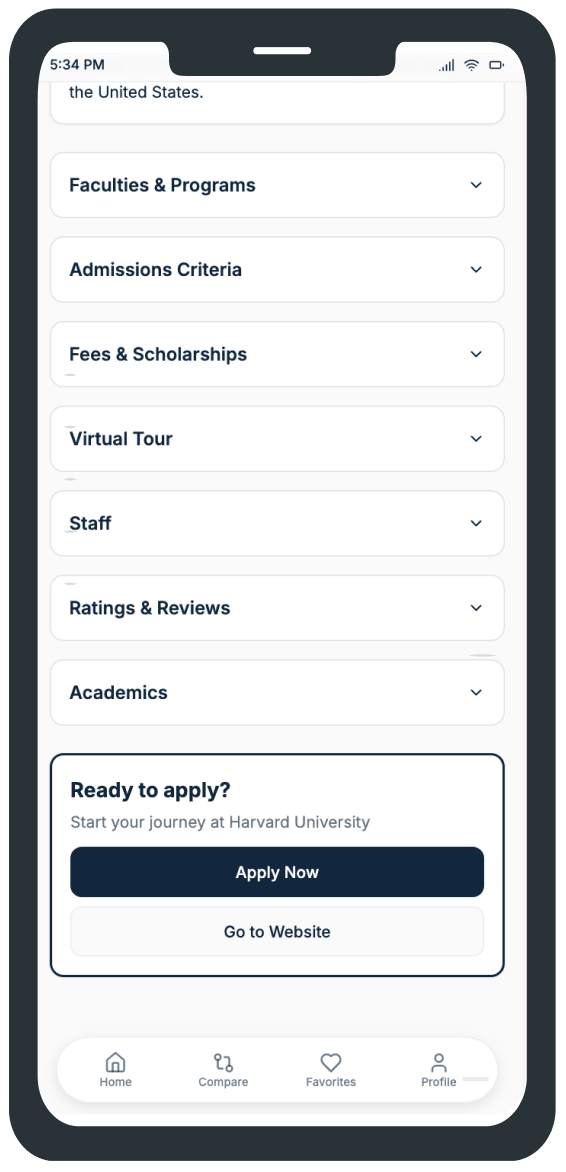 5:34 PM
the United States.
Faculties & Programs
Admissions Criteria
Fees & Scholarships
Virtual Tour
Staff
Ratings & Reviews
Academics
Ready to apply?
Start your journey at Harvard University
Apply Now
Go to Website
Home
Compare
Favorites
Profile